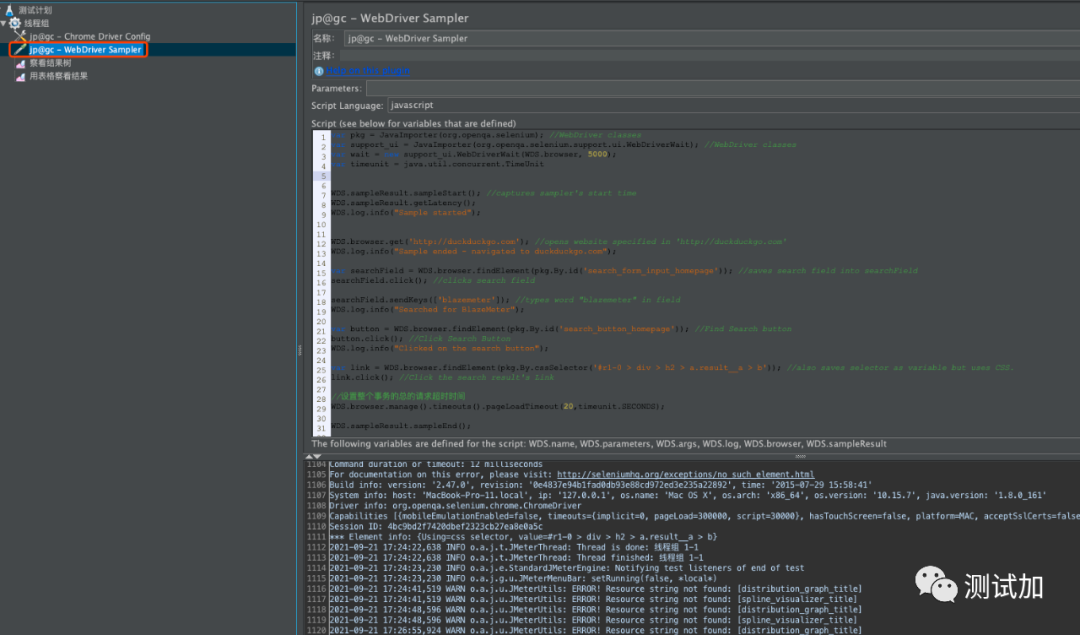 测试计划
线程组
jp@gc - Chrome Driver Config
jp@gc - WebDriver Sampler
察看结果树
用表格察看结果
jp@gc - WebDriver Sampler
名称: jp@gc - WebDriver Sampler
注释:
Parameters:
Script Language: javascript
Script (see below for variables that are defined)
1 pkg = JavaImporter(org.openqa.selenium); //WebDriver classes
2 support_ui = JavaImporter(org.openqa.selenium.support.ui.WebDriverWait); //WebDriver classes
3 wait = support_ui.WebDriverWait(WDS.browser, 5000);
4 timeunit = java.util.concurrent.TimeUnit
5
6
7 WDS.sampleResult.sampleStart(); //captures sampler's start time
8 WDS.sampleResult.getLatency();
9 WDS.log.info("Sample started");
10
11
12 WDS.browser.get('http://duckduckgo.com'); //opens website specified in 'http://duckduckgo.com'
13 WDS.log.info("Sample ended - navigated to duckduckgo.com");
14
15 searchField = WDS.browser.findElement(pkg.By.id('search_form_input_homepage')); //saves search field into searchField
16 searchField.click(); //clicks search field
17
18 searchField.sendKeys(['blazemeter']); //types word "blazemeter" in field
19 WDS.log.info("Searched for BlazeMeter");
20
21 button = WDS.browser.findElement(pkg.By.id('search_button_homepage')); //Find Search button
22 button.click(); //Click Search Button
23 WDS.log.info("Clicked on the search button");
24
25 link = WDS.browser.findElement(pkg.By.cssSelector('#r1-0 > div > h2 > a.result__a > b')); //also saves selector as variable but uses CSS.
26 link.click(); //Click the search result's link
27
28 //设置整个事务的总的请求超时时间
29 WDS.browser.manage().timeouts().pageLoadTimeout(20,timeunit.SECONDS);
30
31 WDS.sampleResult.sampleEnd();
The following variables are defined for the script: WDS.name, WDS.parameters, WDS.args, WDS.log, WDS.browser, WDS.sampleResult
1104 Command duration or timeout: 12 milliseconds
1105 For documentation on this error, please visit: http://seleniumhq.org/exceptions/no_such_element.html
1106 Build info: version: '2.47.0', revision: '0e4837e94b1fad0db93e88cd972ed3e235a22892', time: '2015-07-29 15:58:41'
1107 System info: host: 'MacBook-Pro-11.local', ip: '127.0.0.1', os.name: 'Mac OS X', os.arch: 'x86_64', os.version: '10.15.7', java.version: '1.8.0_161'
1108 Driver info: org.openqa.selenium.chrome.ChromeDriver
1109 Capabilities [{mobileEmulationEnabled=false, timeouts={implicit=0, pageLoad=300000, script=30000}, hasTouchScreen=false, platform=MAC, acceptSslCerts=false
1110 Session ID: 4bc9bd2f7420dbef2323cb27ea8e0a5c
1111 *** Element info: {Using=css selector, value=#r1-0 > div > h2 > a.result__a > b}
1112 2021-09-21 17:24:22,638 INFO o.a.j.t.JMeterThread: Thread is done: 线程组 1-1
1113 2021-09-21 17:24:22,638 INFO o.a.j.t.JMeterThread: Thread finished: 线程组 1-1
1114 2021-09-21 17:24:23,230 INFO o.a.j.e.StandardJMeterEngine: Notifying test listeners of end of test
1115 2021-09-21 17:24:23,230 INFO o.a.j.g.u.JMeterMenuBar: setRunning(false, *local*)
1116 2021-09-21 17:24:41,519 WARN o.a.j.u.JMeterUtils: ERROR! Resource string not found: [distribution_graph_title]
1117 2021-09-21 17:24:41,519 WARN o.a.j.u.JMeterUtils: ERROR! Resource string not found: [spline_visualizer_title]
1118 2021-09-21 17:24:48,596 WARN o.a.j.u.JMeterUtils: ERROR! Resource string not found: [distribution_graph_title]
1119 2021-09-21 17:24:48,596 WARN o.a.j.u.JMeterUtils: ERROR! Resource string not found: [spline_visualizer_title]
1120 2021-09-21 17:26:55,924 WARN o.a.j.u.JMeterUtils: ERROR! Resource string not found: [distribution_graph_title]
测试加